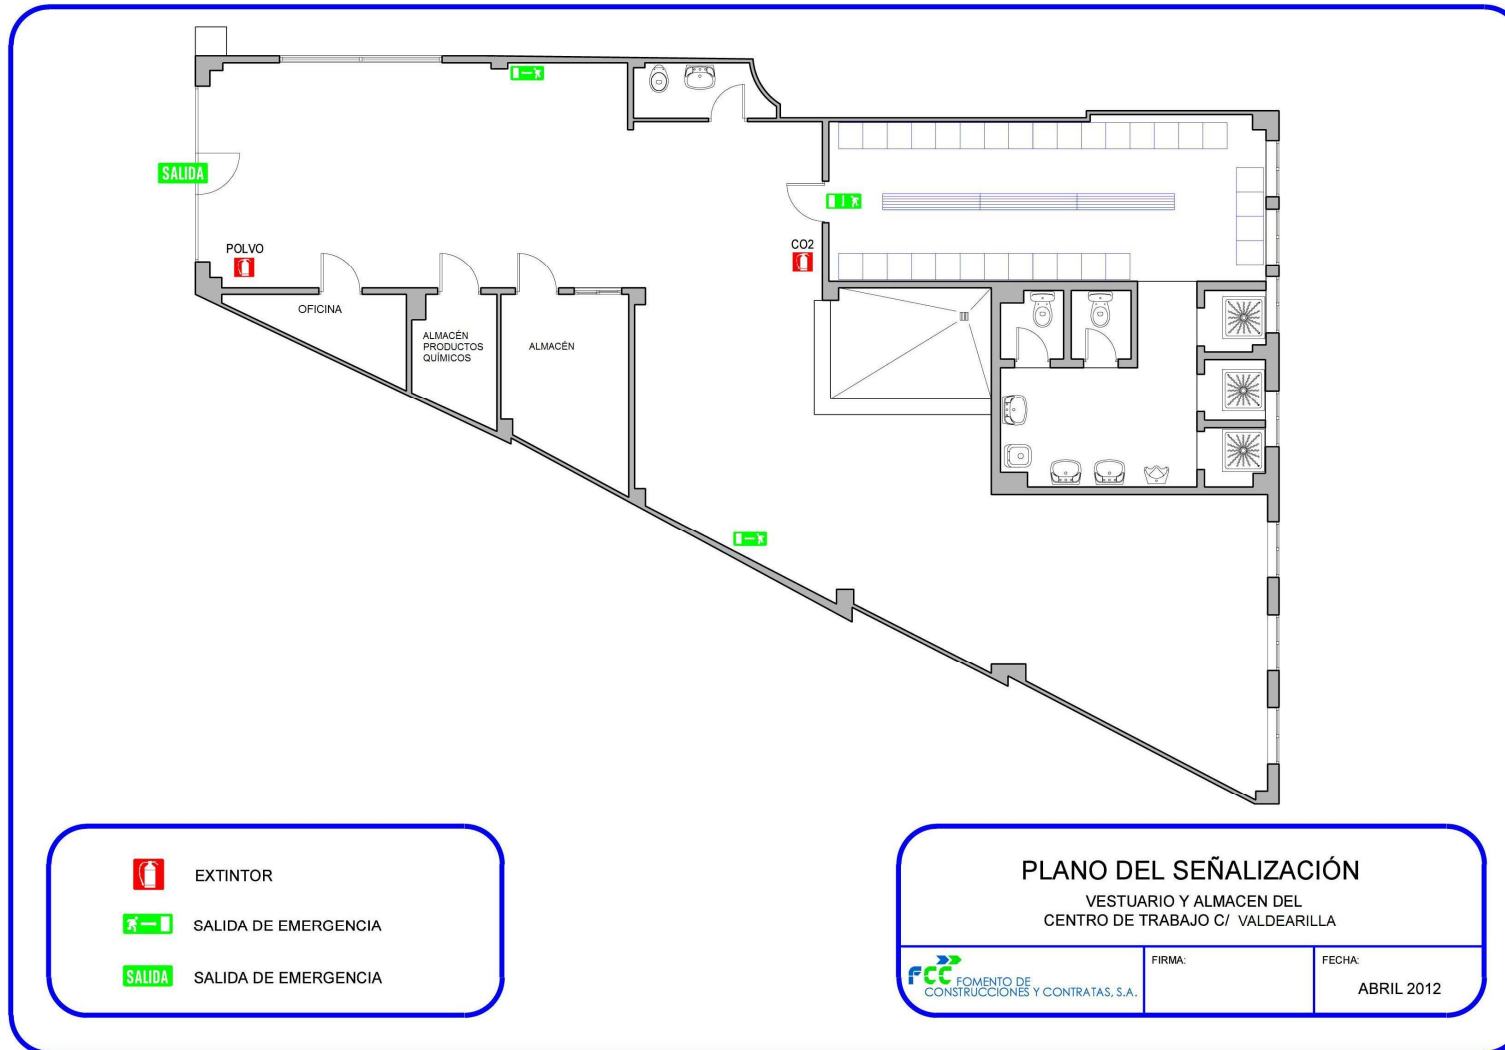 SALIDA
POLVO
CO2
OFICINA
ALMACÉN
PRODUCTOS
QUÍMICOS
ALMACÉN
EXTINTOR
SALIDA DE EMERGENCIA
SALIDA
SALIDA DE EMERGENCIA
PLANO DEL SEÑALIZACIÓN
VESTUARIO Y ALMACEN DEL
CENTRO DE TRABAJO C/ VALDEARILLA
FCC FOMENTO DE
CONSTRUCCIONES Y CONTRATAS, S.A.
FIRMA:
FECHA:
ABRIL 2012